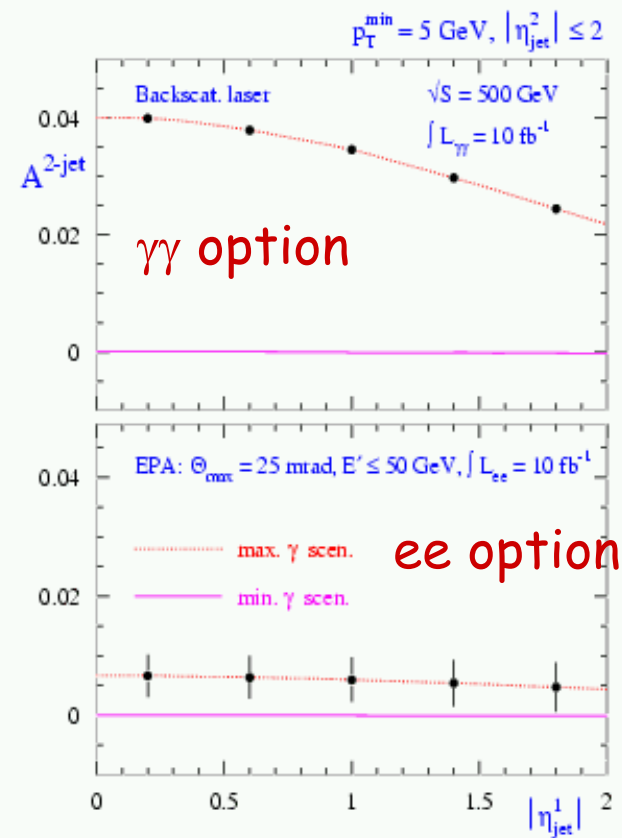 p_T^min = 5 GeV, |η_jet^2| ≤ 2
Backscat. laser √S = 500 GeV
∫ L_γγ = 10 fb^-1
0.04
A^2-jet
0.02
γγ option
0
EPA: Θ_max = 25 mrad, E′ ≤ 50 GeV, ∫ L_ee = 10 fb^-1
0.04
max. γ scen.
ee option
0.02
min. γ scen.
0
0 0.5 1 1.5 2
|η_jet^1|